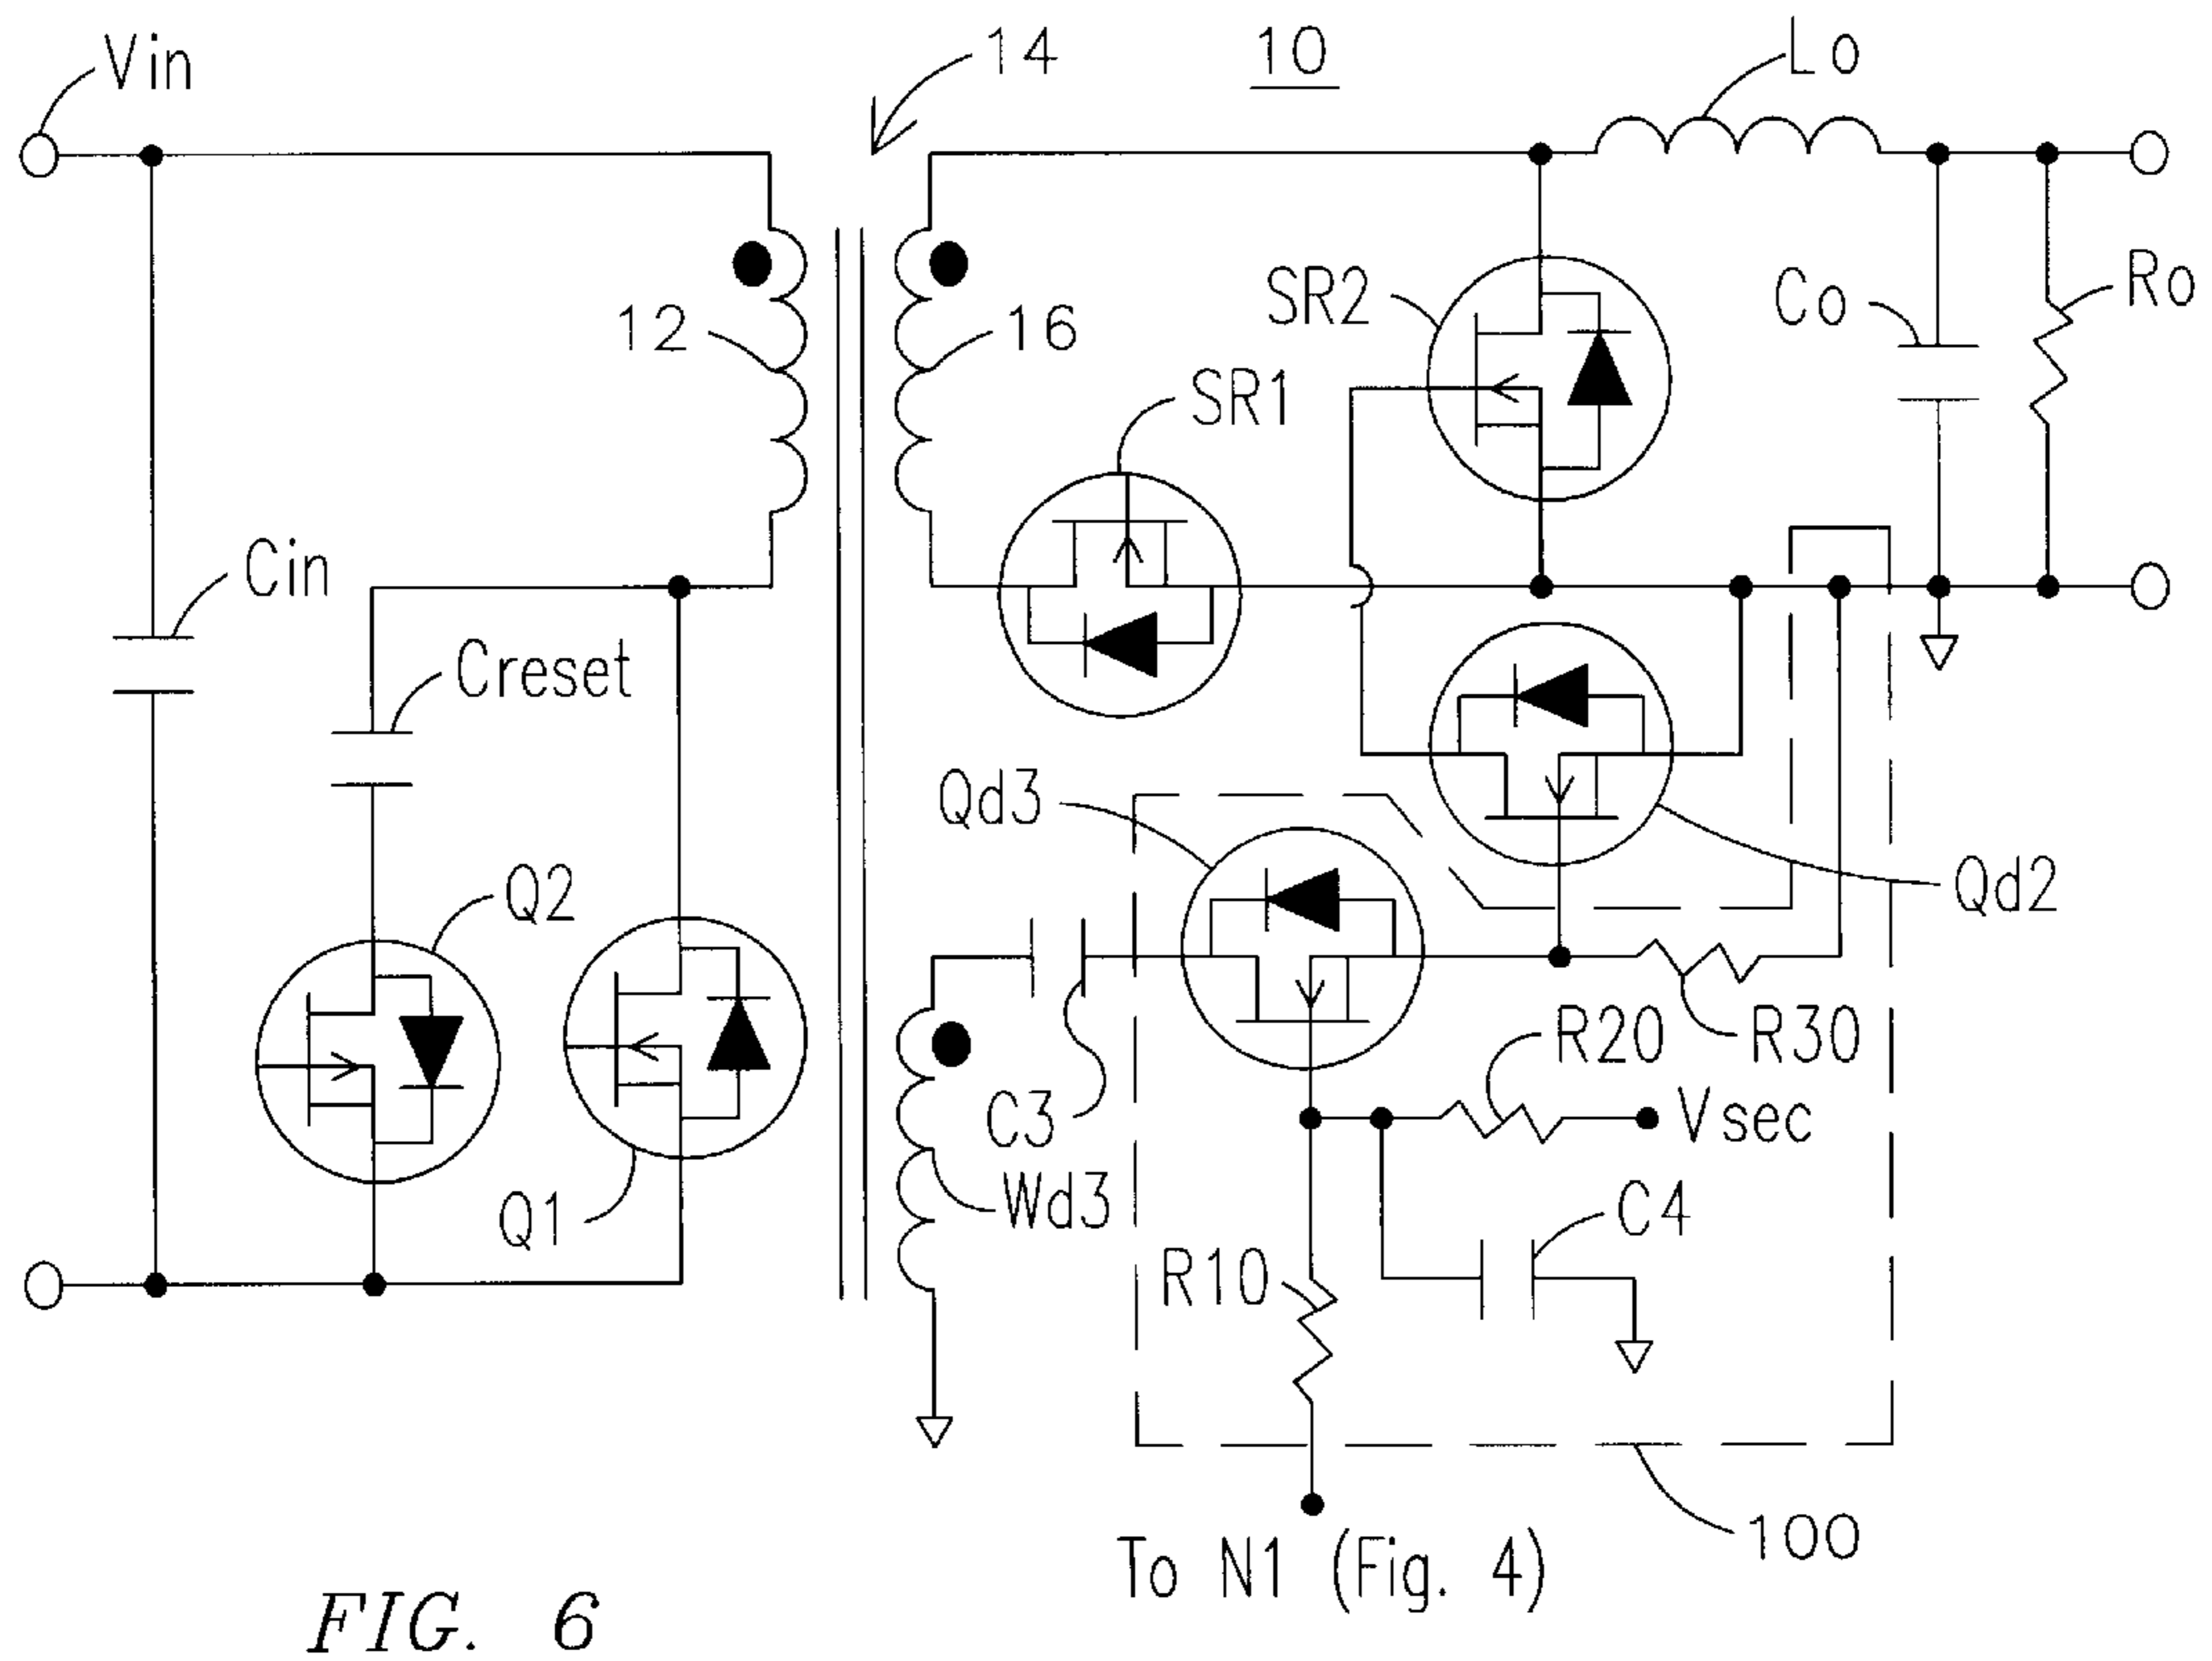 Vin
14
10
Lo
12
16
SR2
Co
Ro
SR1
Cin
Creset
Qd3
Q2
Qd2
R20
R30
C3
Vsec
Wd3
Q1
C4
R10
100
To N1 (Fig. 4)
FIG. 6